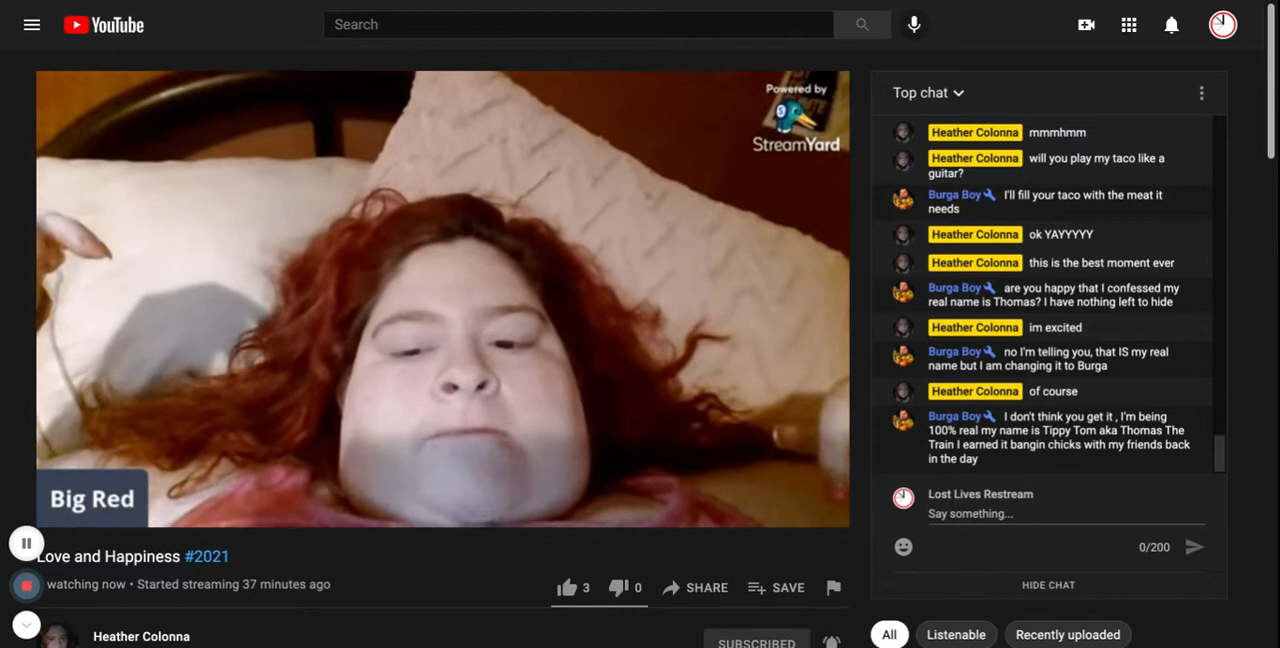 YouTube
Search
Powered by
StreamYard
Big Red
Love and Happiness #2021
watching now • Started streaming 37 minutes ago
3
0
SHARE
SAVE
Heather Colonna
SUBSCRIBED
Top chat
Heather Colonna mmmhmm
Heather Colonna will you play my taco like a
guitar?
Burga Boy I'll fill your taco with the meat it
needs
Heather Colonna ok YAYYYYY
Heather Colonna this is the best moment ever
Burga Boy are you happy that I confessed my
real name is Thomas? I have nothing left to hide
Heather Colonna im excited
Burga Boy no I'm telling you, that IS my real
name but I am changing it to Burga
Heather Colonna of course
Burga Boy I don't think you get it , I'm being
100% real my name is Tippy Tom aka Thomas The
Train I earned it bangin chicks with my friends back
in the day
Lost Lives Restream
Say something...
0/200
HIDE CHAT
All
Listenable
Recently uploaded